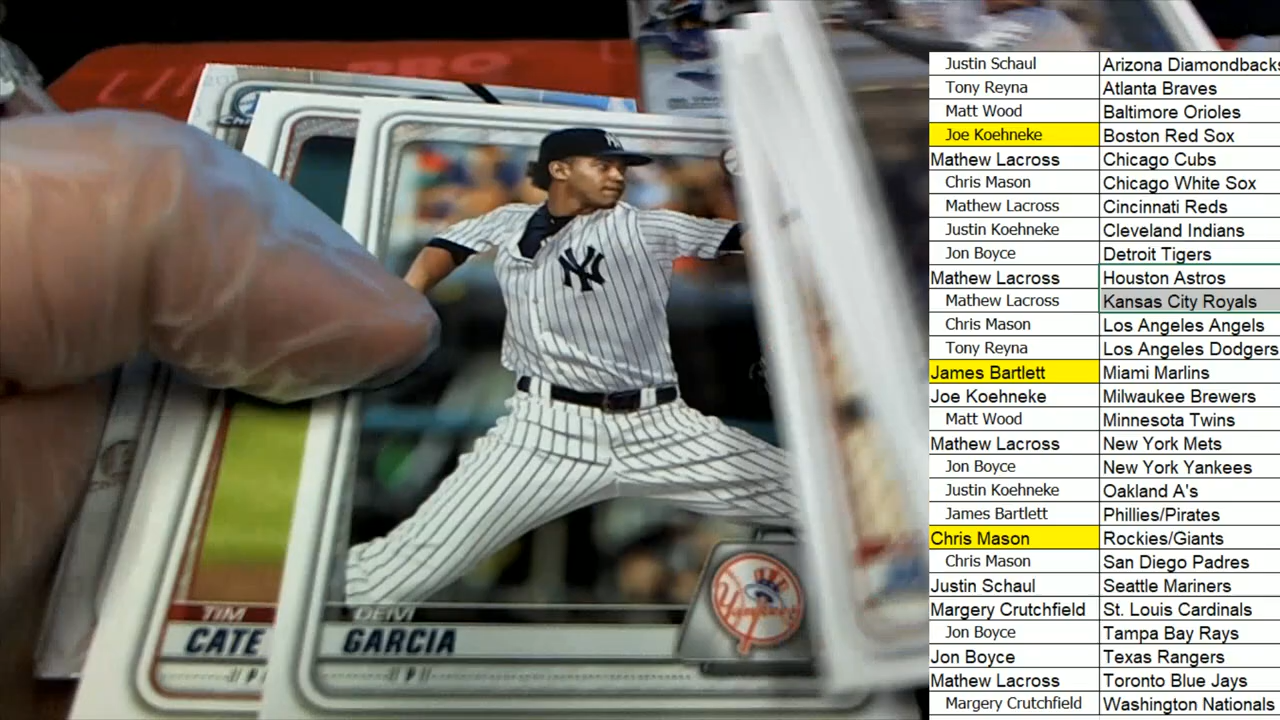 TIM
CATE
P
DEIVI
GARCIA
P
NY
Yankees
Justin Schaul Arizona Diamondbacks
Tony Reyna Atlanta Braves
Matt Wood Baltimore Orioles
Joe Koehneke Boston Red Sox
Mathew Lacross Chicago Cubs
Chris Mason Chicago White Sox
Mathew Lacross Cincinnati Reds
Justin Koehneke Cleveland Indians
Jon Boyce Detroit Tigers
Mathew Lacross Houston Astros
Mathew Lacross Kansas City Royals
Chris Mason Los Angeles Angels
Tony Reyna Los Angeles Dodgers
James Bartlett Miami Marlins
Joe Koehneke Milwaukee Brewers
Matt Wood Minnesota Twins
Mathew Lacross New York Mets
Jon Boyce New York Yankees
Justin Koehneke Oakland A's
James Bartlett Phillies/Pirates
Chris Mason Rockies/Giants
Chris Mason San Diego Padres
Justin Schaul Seattle Mariners
Margery Crutchfield St. Louis Cardinals
Jon Boyce Tampa Bay Rays
Jon Boyce Texas Rangers
Mathew Lacross Toronto Blue Jays
Margery Crutchfield Washington Nationals